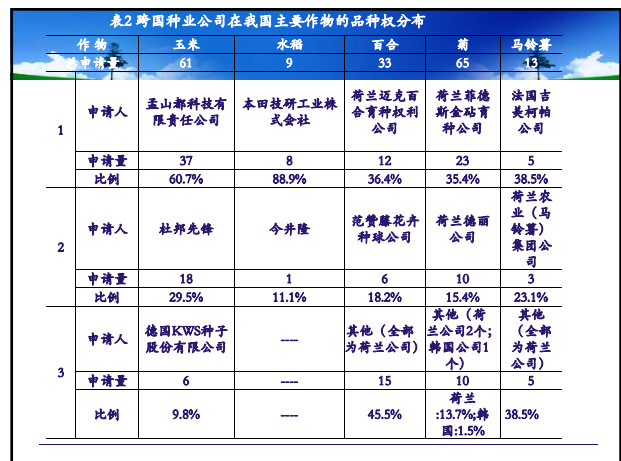 表2 跨国种业公司在我国主要作物的品种权分布
作 物 玉米 水稻 百合 菊 马铃薯
总申请量 61 9 33 65 13
1 申请人 孟山都科技有限责任公司 本田技研工业株式会社 荷兰迈克百合育种权利公司 荷兰菲德斯金砧育种公司 法国吉美柯帕公司
申请量 37 8 12 23 5
比例 60.7% 88.9% 36.4% 35.4% 38.5%
2 申请人 杜邦先锋 今井隆 范赞藤花卉种球公司 荷兰德丽公司 荷兰农业（马铃薯）集团公司
申请量 18 1 6 10 3
比例 29.5% 11.1% 18.2% 15.4% 23.1%
3 申请人 德国KWS种子股份有限公司 ---- 其他（全部为荷兰公司） 其他（荷兰公司2个；韩国公司1个） 其他（全部为荷兰公司）
申请量 6 ---- 15 10 5
比例 9.8% ---- 45.5% 荷兰:13.7%;韩国:1.5% 38.5%